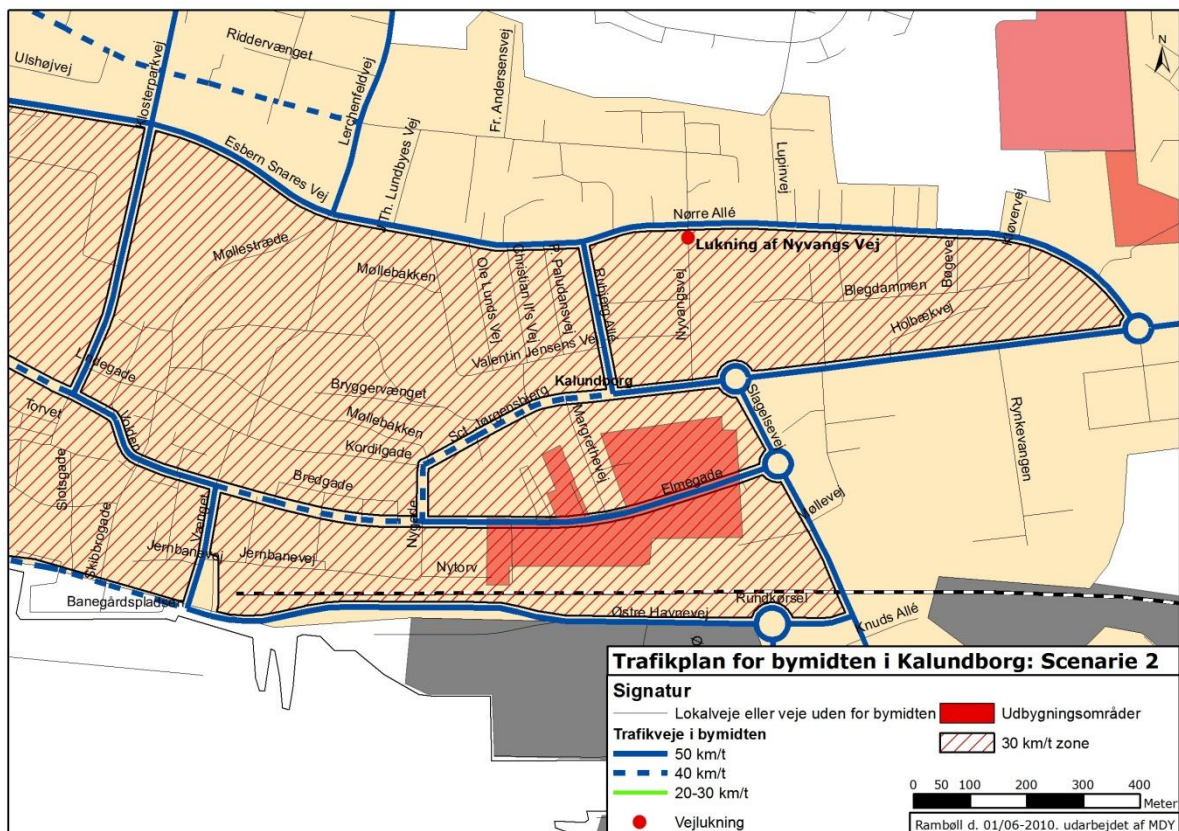 Ulshøjvej
Riddervænget
Klosterparkvej
Lerchenfeldvej
Fr. Andersensvej
N
Esbern Snares Vej
Th. Lundbyes Vej
Lupinvej
Nørre Allé
Kløvervej
Lukning af Nyvangs Vej
Møllestræde
Møllebakken
Ole Lunds Vej
Christian II's Vej
Paludansvej
Rubjerg Allé
Nyvangsvej
Blegdammen
Holbækvej
Valentin Jensens Vej
Kalundborg
Lindegade
Bryggervænget
Sct. Jørgensbjerg
Margrethevej
Slagelsevej
Rynkevangen
Torvet
Volden
Møllebakken
Kordilgade
Slotsgade
Bredgade
Elmegade
Møllevej
Skibbrogade
Vænget
Nygade
Jernbanevej
Jernbanevej
Nytorv
Banegårdspladsen
Østre Havnevej
Rundkørsel
Knuds Allé
Ø
Trafikplan for bymidten i Kalundborg: Scenarie 2
Signatur
Lokalveje eller veje uden for bymidten
Udbygningsområder
Trafikveje i bymidten
50 km/t
30 km/t zone
40 km/t
20-30 km/t
0 50 100 200 300 400
Meter
Vejlukning
Rambøll d. 01/06-2010. udarbejdet af MDY